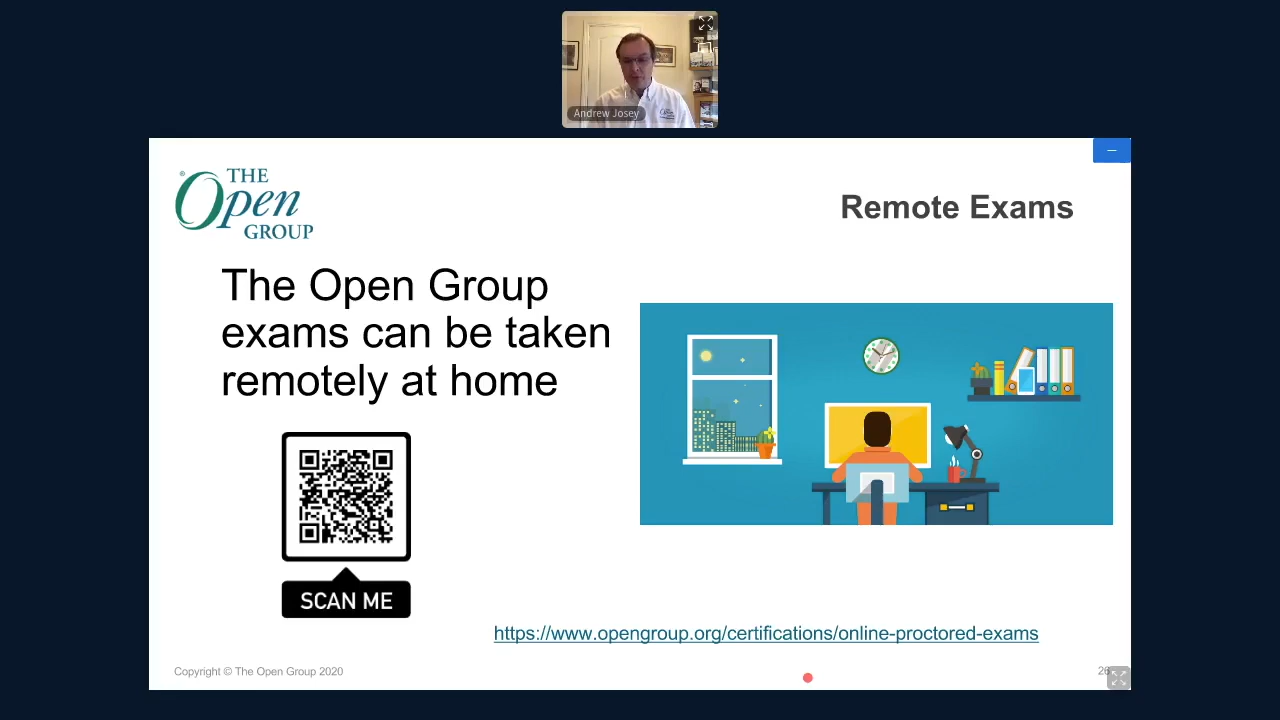 Andrew Josey
THE
Open
GROUP
Remote Exams
The Open Group
exams can be taken
remotely at home
SCAN ME
https://www.opengroup.org/certifications/online-proctored-exams
Copyright © The Open Group 2020